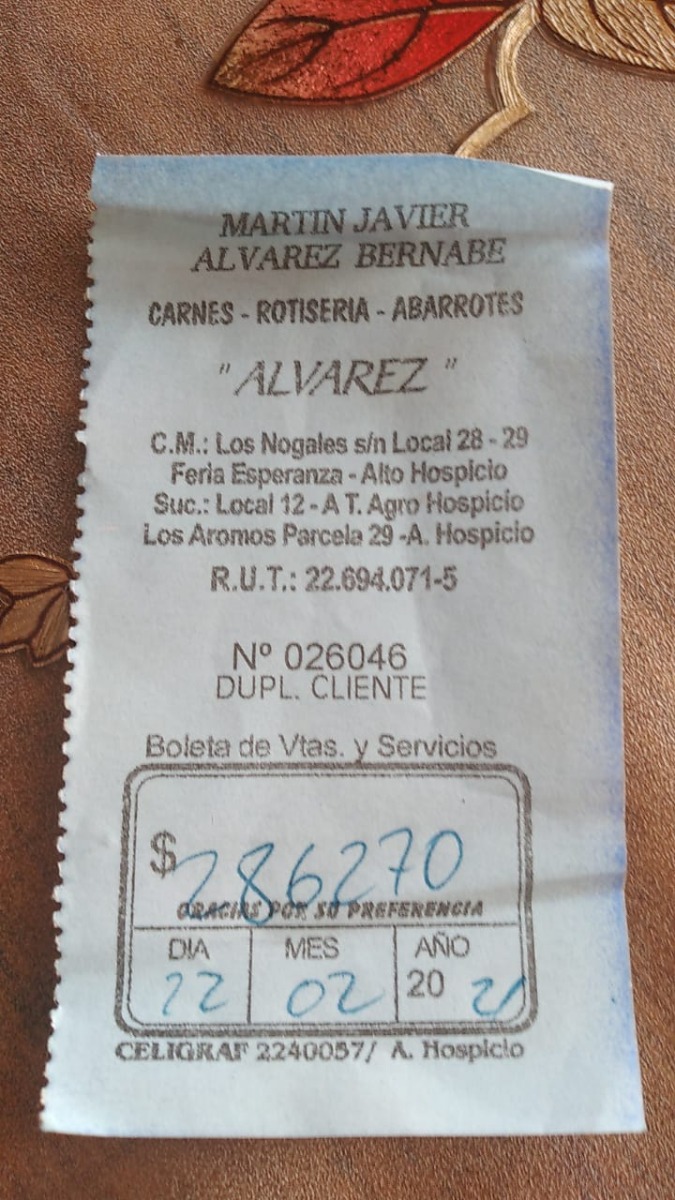 MARTIN JAVIER
ALVAREZ BERNABE
CARNES - ROTISERIA - ABARROTES
"ALVAREZ"
C.M.: Los Nogales s/n Local 28 - 29
Feria Esperanza - Alto Hospicio
Suc.: Local 12 - A T. Agro Hospicio
Los Aromos Parcela 29 -A. Hospicio
R.U.T.: 22.694.071-5
Nº 026046
DUPL. CLIENTE
Boleta de Vtas. y Servicios
$ 286270
GRACIAS POR SU PREFERENCIA
DIA MES AÑO
22 02 20 21
CELIGRAF 2240057/ A. Hospicio